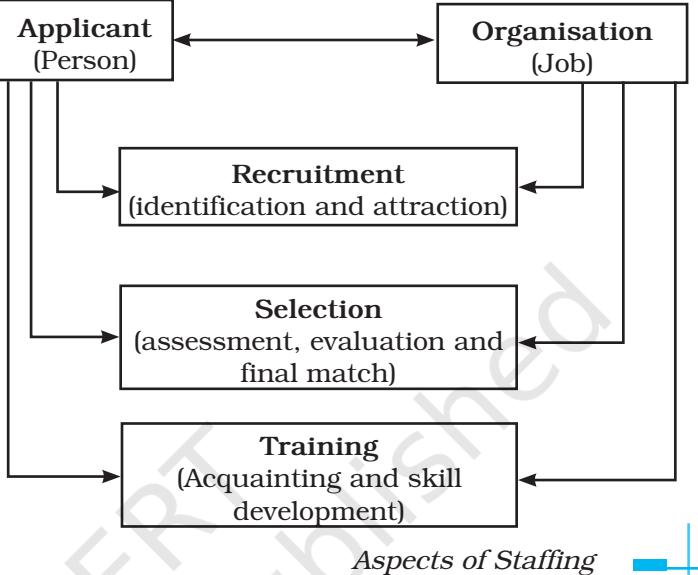 Applicant
(Person)
Organisation
(Job)
Recruitment
(identification and attraction)
Selection
(assessment, evaluation and
final match)
Training
(Acquainting and skill
development)
Aspects of Staffing